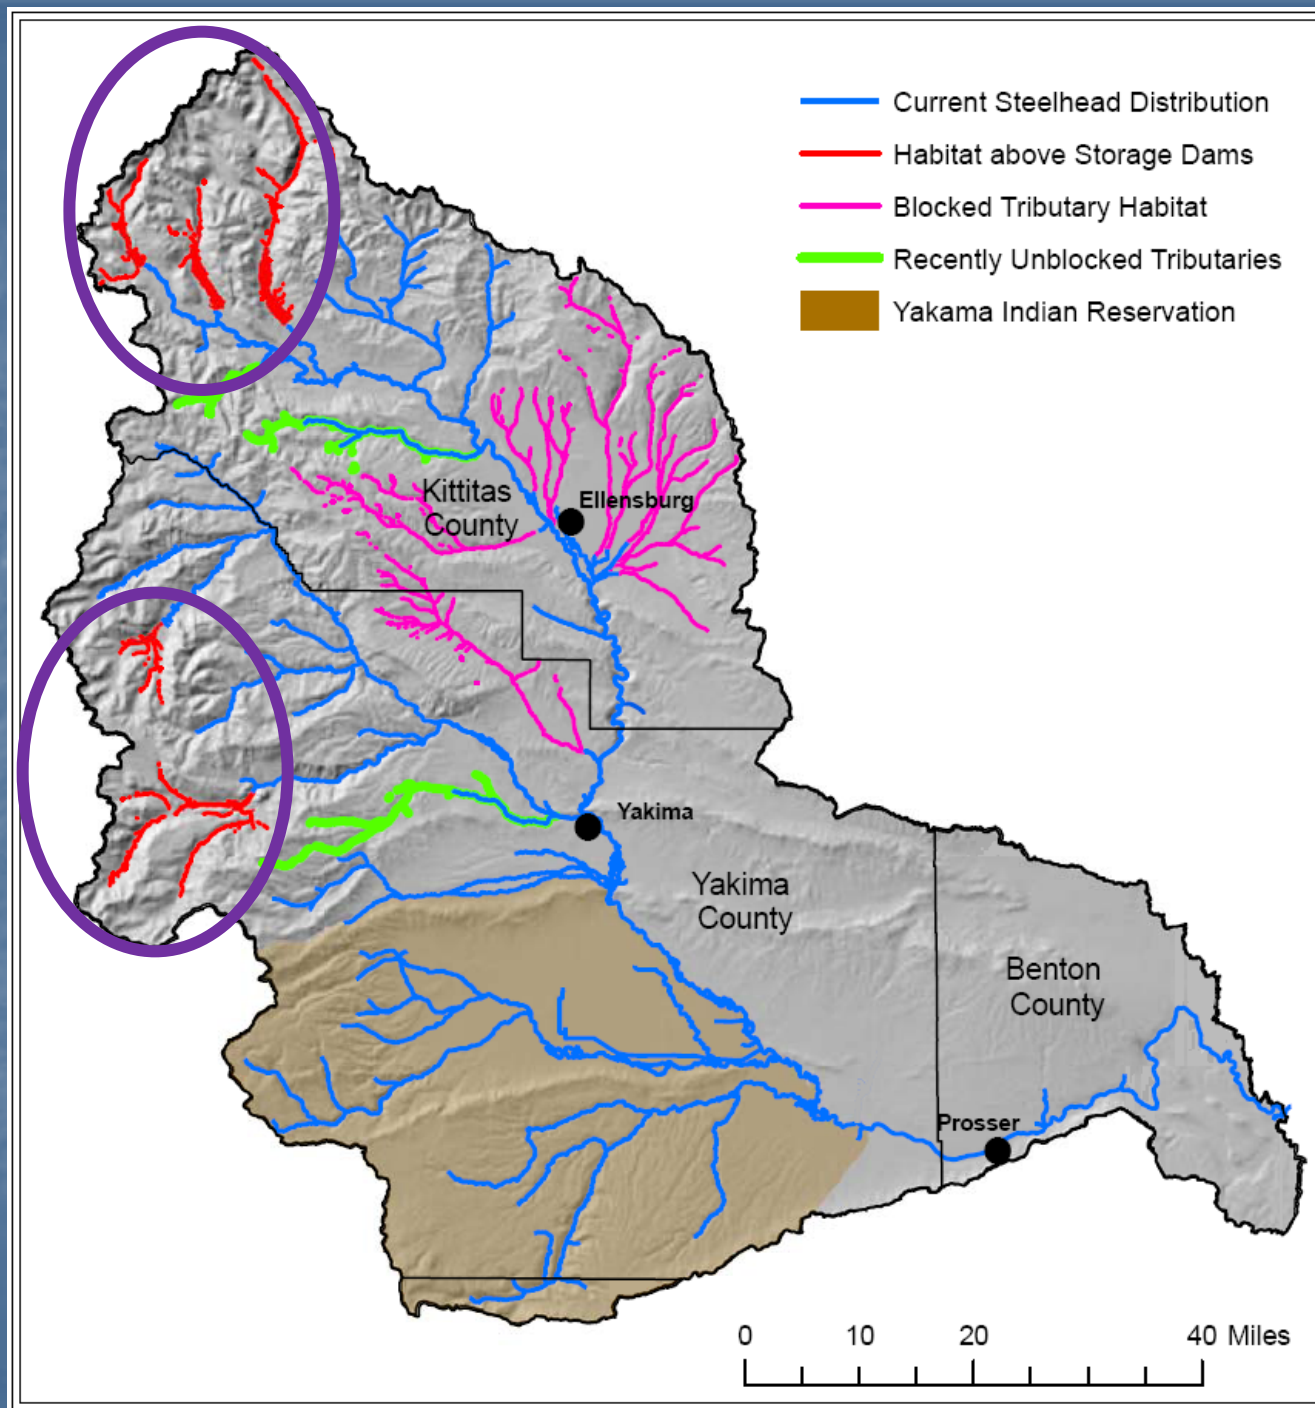 Current Steelhead Distribution
Habitat above Storage Dams
Blocked Tributary Habitat
Recently Unblocked Tributaries
Yakama Indian Reservation
Kittitas
County
Ellensburg
Yakima
Yakima
County
Benton
County
Prosser
0 10 20 40 Miles